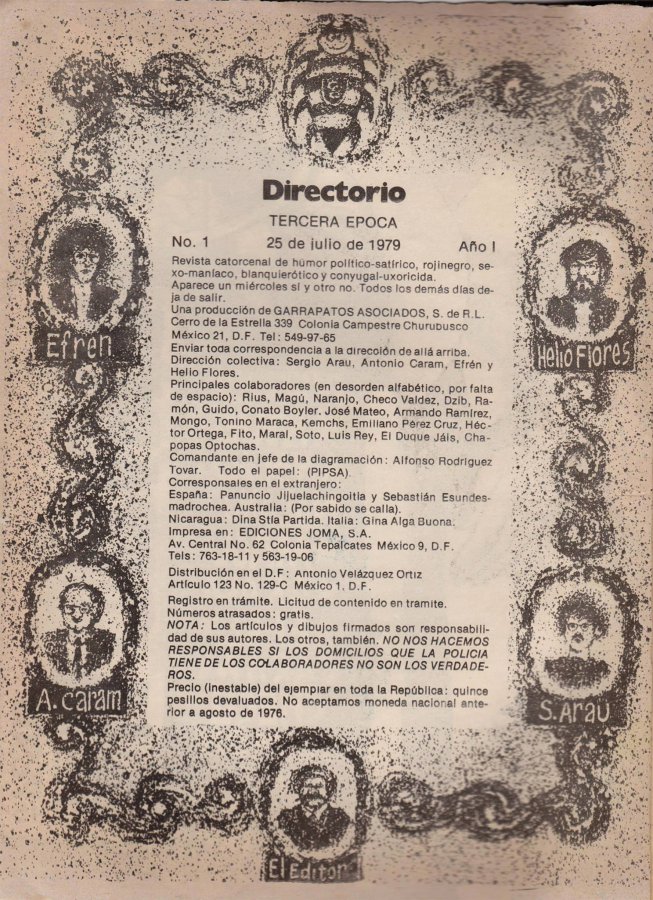 Directorio
TERCERA EPOCA
No. 1 25 de julio de 1979 Año I
Revista catorcenal de humor político-satírico, rojinegro, se-
xo-maníaco, blanquierótico y conyugal-uxoricida.
Aparece un miércoles sí y otro no. Todos los demás días de-
ja de salir.
Una producción de GARRAPATOS ASOCIADOS, S. de R.L.
Cerro de la Estrella 339 Colonia Campestre Churubusco
México 21, D.F. Tel: 549-97-65
Enviar toda correspondencia a la dirección de allá arriba.
Dirección colectiva: Sergio Arau, Antonio Caram, Efrén y
Helio Flores.
Principales colaboradores (en desorden alfabético, por falta
de espacio): Rius, Magú, Naranjo, Checo Valdez, Dzib, Ra-
món, Guido, Conato Boyler. José Mateo, Armando Ramírez,
Mongo, Tonino Maraca, Kemchs, Emiliano Pérez Cruz, Héc-
tor Ortega, Fito, Maral, Soto, Luis Rey, El Duque Jáis, Cha-
popas Optochas.
Comandante en jefe de la diagramación: Alfonso Rodríguez
Tovar. Todo el papel: (PIPSA).
Corresponsales en el extranjero:
España: Panuncio Jijuelachingoitia y Sebastián Esundes-
madrochea. Australia: (Por sabido se calla).
Nicaragua: Dina Stía Partida. Italia: Gina Alga Buona.
Impresa en: EDICIONES JOMA, S.A.
Av. Central No. 62 Colonia Tepalcates México 9, D.F.
Tels: 763-18-11 y 563-19-06
Distribución en el D.F: Antonio Velázquez Ortiz
Artículo 123 No. 129-C México 1, D.F.
Registro en trámite. Licitud de contenido en tramite.
Números atrasados: gratis.
NOTA: Los artículos y dibujos firmados son responsabili-
dad de sus autores. Los otros, también. NO NOS HACEMOS
RESPONSABLES SI LOS DOMICILIOS QUE LA POLICIA
TIENE DE LOS COLABORADORES NO SON LOS VERDADE-
ROS.
Precio (inestable) del ejemplar en toda la República: quince
pesillos devaluados. No aceptamos moneda nacional ante-
rior a agosto de 1976.
Efrén
Helio Flores
A. Caram
S. Arau
El Editor